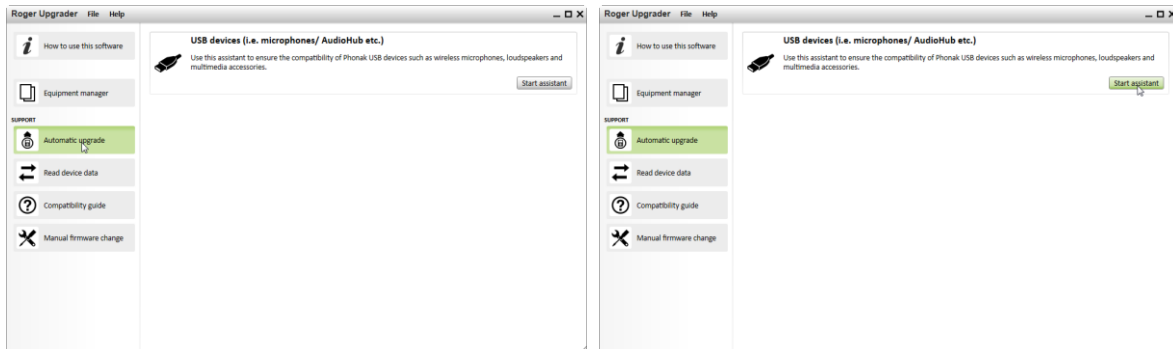 Roger Upgrader File Help
How to use this software
Equipment manager
SUPPORT
Automatic upgrade
Read device data
Compatibility guide
Manual firmware change
USB devices (i.e. microphones/ AudioHub etc.)
Use this assistant to ensure the compatibility of Phonak USB devices such as wireless microphones, loudspeakers and
multimedia accessories.
Start assistant
Roger Upgrader File Help
How to use this software
Equipment manager
SUPPORT
Automatic upgrade
Read device data
Compatibility guide
Manual firmware change
USB devices (i.e. microphones/ AudioHub etc.)
Use this assistant to ensure the compatibility of Phonak USB devices such as wireless microphones, loudspeakers and
multimedia accessories.
Start assistant